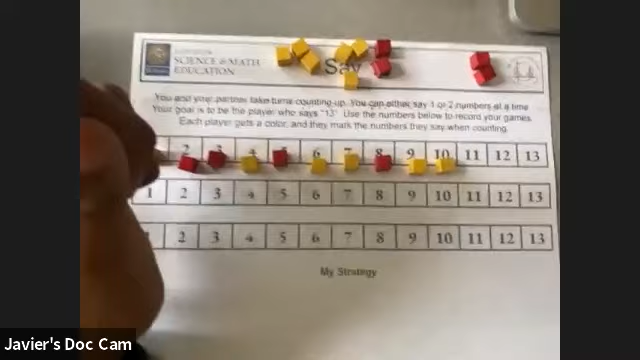 SCIENCE & MATH
EDUCATION
Say
You and your partner take turns counting up. You can either say 1 or 2 numbers at a time
Your goal is to be the player who says "13" Use the numbers below to record your games.
Each player gets a color, and they mark the numbers they say when counting.
2 3 4 5 6 7 8 9 10 11 12 13
1 2 3 4 5 6 7 8 9 10 11 12 13
2 3 4 5 6 7 8 9 10 11 12 13
My Strategy
Javier's Doc Cam